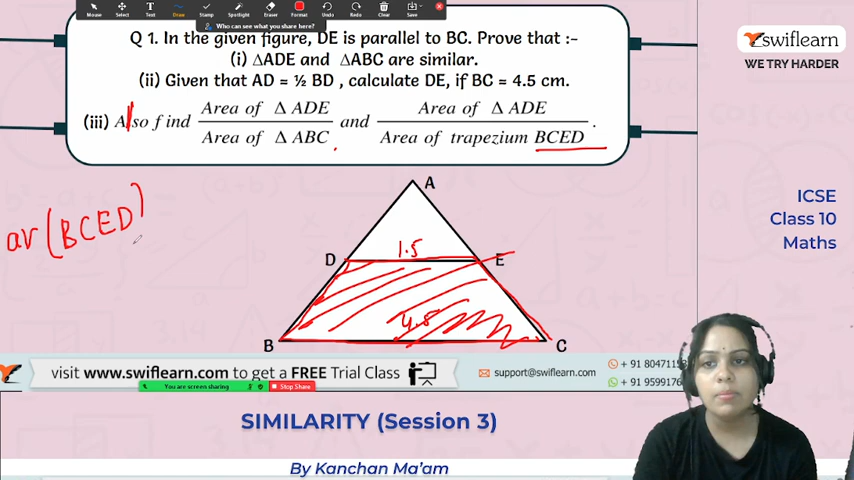 Mouse Select Text Draw Stamp Spotlight Eraser Format Undo Redo Clear Save
Who can see what you share here?
Q 1. In the given figure, DE is parallel to BC. Prove that :-
(i) ΔADE and ΔABC are similar.
(ii) Given that AD = ½ BD , calculate DE, if BC = 4.5 cm.
(iii) Also find Area of Δ ADE / Area of Δ ABC and Area of Δ ADE / Area of trapezium BCED .
swiflearn
WE TRY HARDER
ICSE
Class 10
Maths
av (BCED)
A
D 1.5 E
4.5
B C
visit www.swiflearn.com to get a FREE Trial Class
support@swiflearn.com
+ 91 8047115
+ 91 9599176
You are screen sharing Stop Share
SIMILARITY (Session 3)
By Kanchan Ma'am